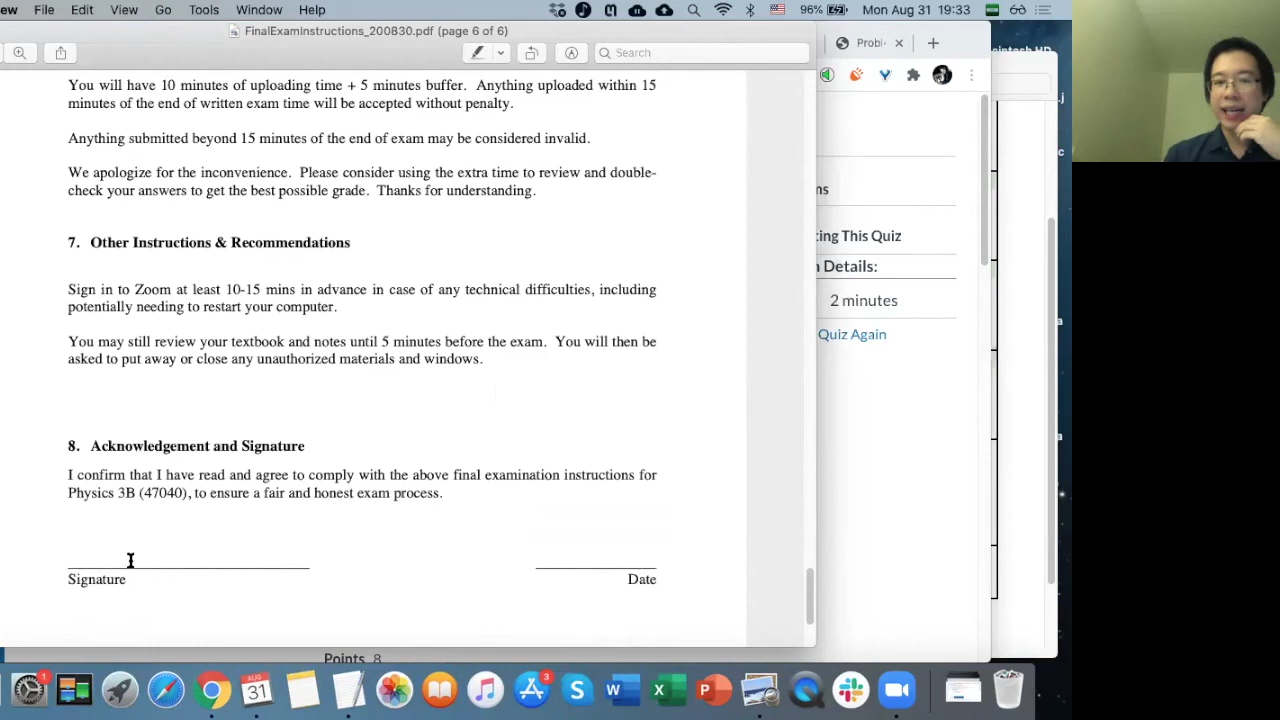 ew File Edit View Go Tools Window Help 96% Mon Aug 31 19:33
FinalExamInstructions_200830.pdf (page 6 of 6)
Search
You will have 10 minutes of uploading time + 5 minutes buffer. Anything uploaded within 15
minutes of the end of written exam time will be accepted without penalty.
Anything submitted beyond 15 minutes of the end of exam may be considered invalid.
We apologize for the inconvenience. Please consider using the extra time to review and double-
check your answers to get the best possible grade. Thanks for understanding.
7. Other Instructions & Recommendations
Sign in to Zoom at least 10-15 mins in advance in case of any technical difficulties, including
potentially needing to restart your computer.
You may still review your textbook and notes until 5 minutes before the exam. You will then be
asked to put away or close any unauthorized materials and windows.
8. Acknowledgement and Signature
I confirm that I have read and agree to comply with the above final examination instructions for
Physics 3B (47040), to ensure a fair and honest exam process.
Signature Date
Probl
ns
ting This Quiz
n Details:
2 minutes
Quiz Again
Points 8
intosh HD
.j
c
a
a
1
AUG
31
3